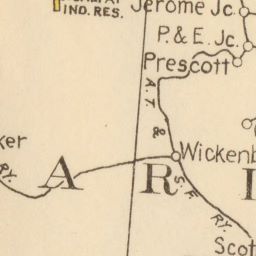 IND. RES.
Jerome Jc.
P. & E. Jc.
Prescott
A. T. &
Wickenb
S. F. RY.
ker
RY.
A R I
Scot